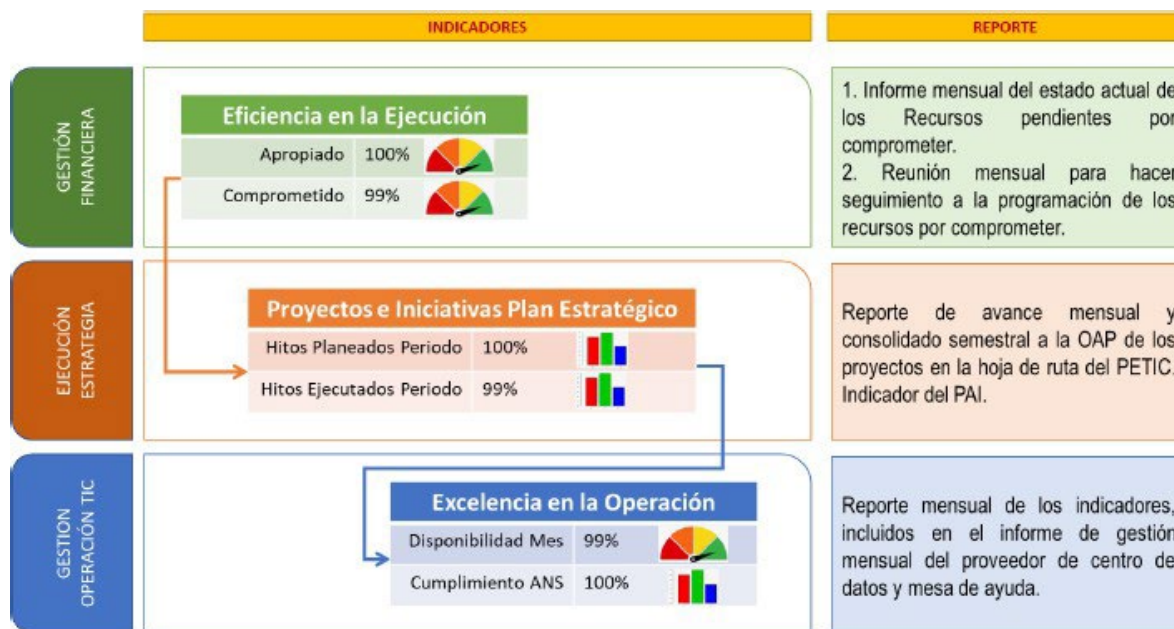 INDICADORES
REPORTE
GESTIÓN
FINANCIERA
Eficiencia en la Ejecución
Apropiado 100%
Comprometido 99%
1. Informe mensual del estado actual de
los Recursos pendientes por
comprometer.
2. Reunión mensual para hacer
seguimiento a la programación de los
recursos por comprometer.
EJECUCIÓN
ESTRATEGIA
Proyectos e Iniciativas Plan Estratégico
Hitos Planeados Periodo 100%
Hitos Ejecutados Periodo 99%
Reporte de avance mensual y
consolidado semestral a la OAP de los
proyectos en la hoja de ruta del PETIC.
Indicador del PAI.
GESTION
OPERACIÓN TIC
Excelencia en la Operación
Disponibilidad Mes 99%
Cumplimiento ANS 100%
Reporte mensual de los indicadores,
incluidos en el informe de gestión
mensual del proveedor de centro de
datos y mesa de ayuda.